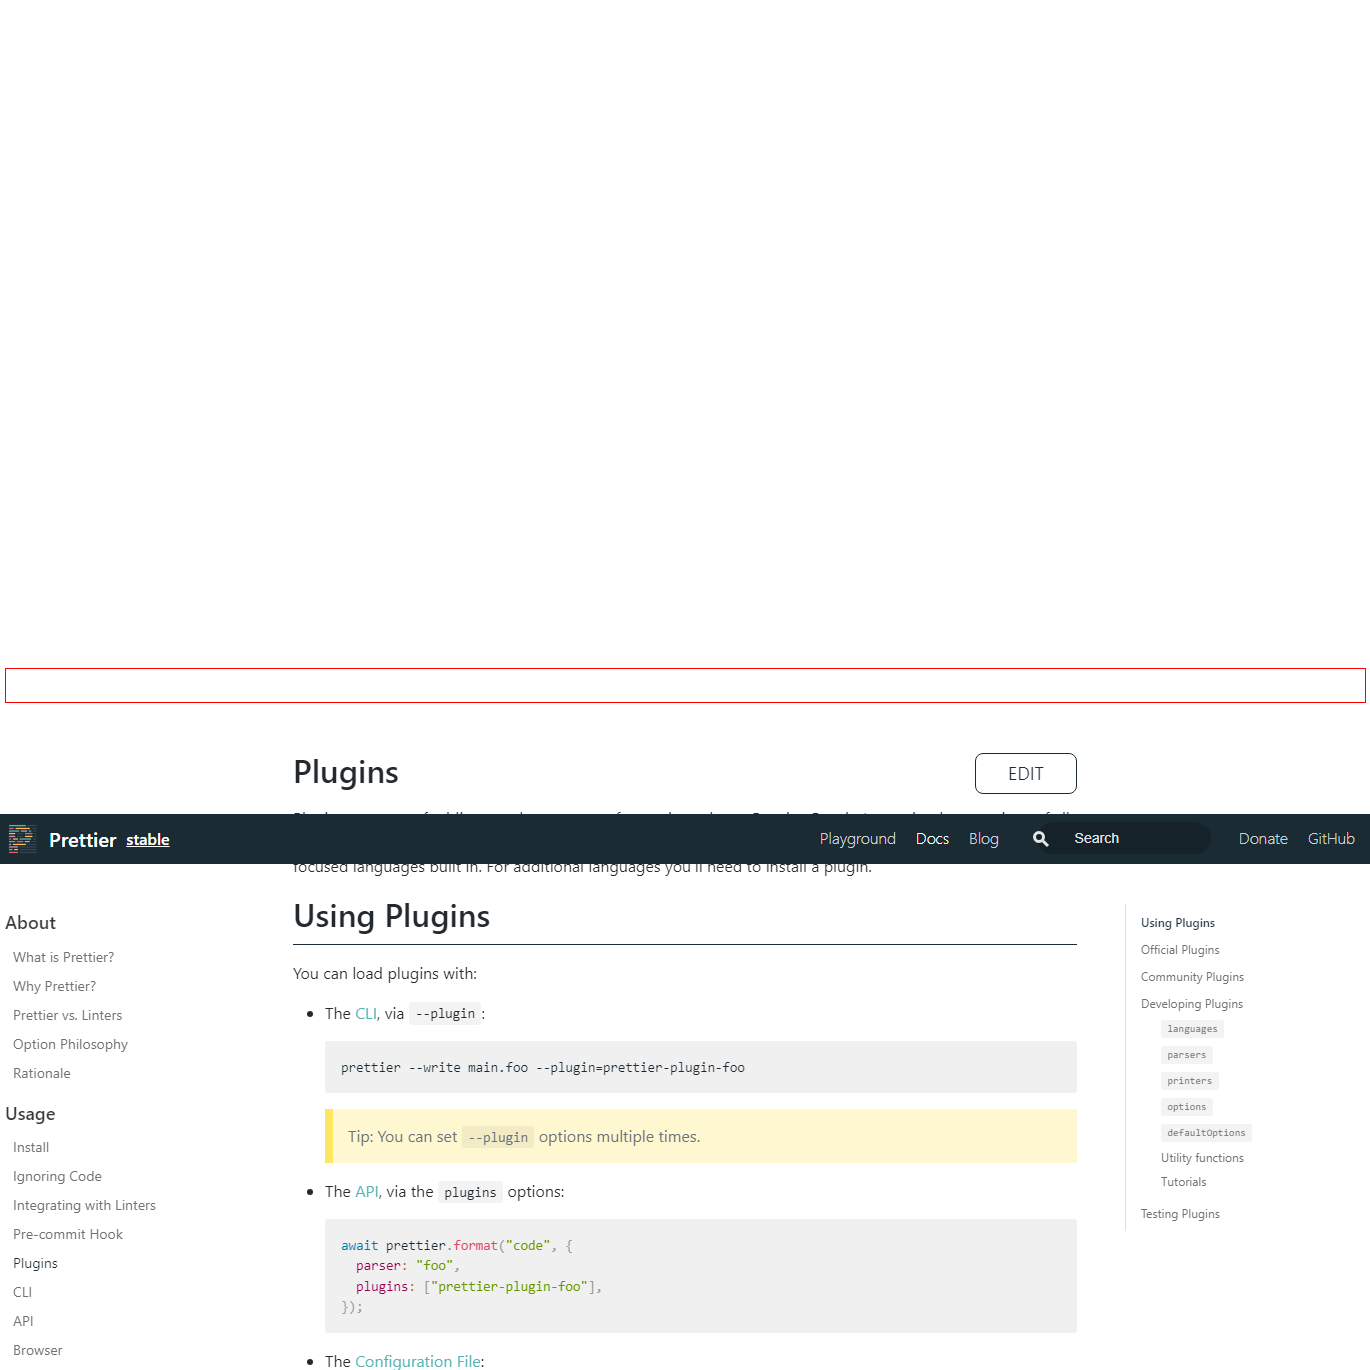 Plugins
EDIT
Prettier stable
Playground Docs Blog Search Donate GitHub
focused languages built in. For additional languages you'll need to install a plugin.
About
What is Prettier?
Why Prettier?
Prettier vs. Linters
Option Philosophy
Rationale
Usage
Install
Ignoring Code
Integrating with Linters
Pre-commit Hook
Plugins
CLI
API
Browser
Using Plugins
You can load plugins with:
The CLI, via --plugin:
prettier --write main.foo --plugin=prettier-plugin-foo
Tip: You can set --plugin options multiple times.
The API, via the plugins options:
await prettier.format("code", {
  parser: "foo",
  plugins: ["prettier-plugin-foo"],
});
The Configuration File:
Using Plugins
Official Plugins
Community Plugins
Developing Plugins
languages
parsers
printers
options
defaultOptions
Utility functions
Tutorials
Testing Plugins